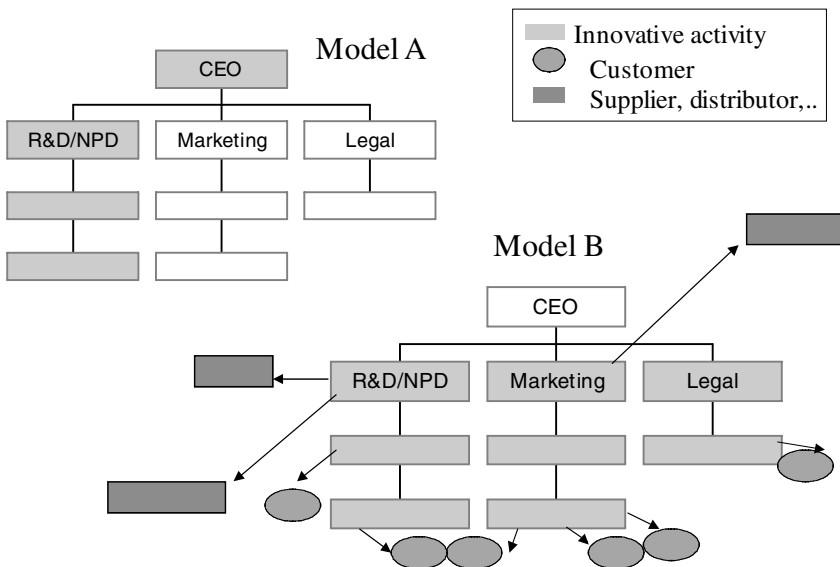 Model A
Innovative activity
Customer
Supplier, distributor,..
CEO
R&D/NPD
Marketing
Legal
Model B
CEO
R&D/NPD
Marketing
Legal